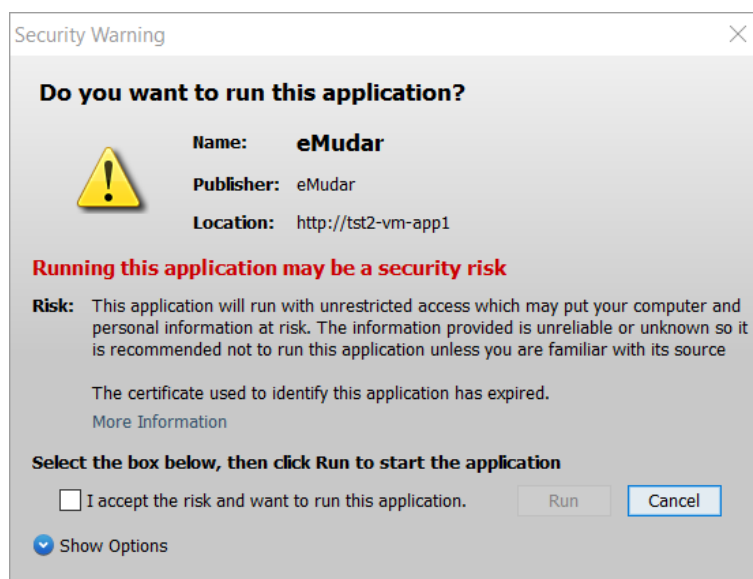 Security Warning
Do you want to run this application?
Name: eMudar
Publisher: eMudar
Location: http://tst2-vm-app1
Running this application may be a security risk
Risk: This application will run with unrestricted access which may put your computer and
personal information at risk. The information provided is unreliable or unknown so it
is recommended not to run this application unless you are familiar with its source
The certificate used to identify this application has expired.
More Information
Select the box below, then click Run to start the application
I accept the risk and want to run this application. Run Cancel
Show Options